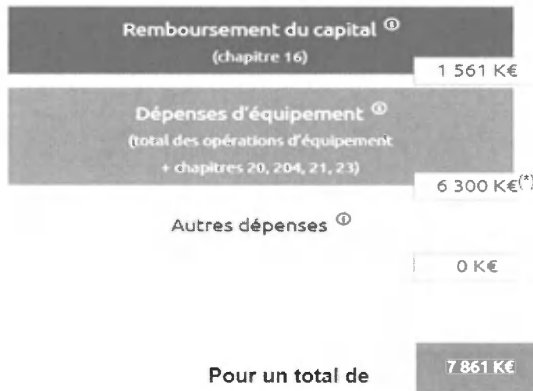 Remboursement du capital ⓘ
(chapitre 16)
1 561 K€
Dépenses d'équipement ⓘ
(total des opérations d'équipement
+ chapitres 20, 204, 21, 23)
6 300 K€(*)
Autres dépenses ⓘ
0 K€
Pour un total de
7 861 K€